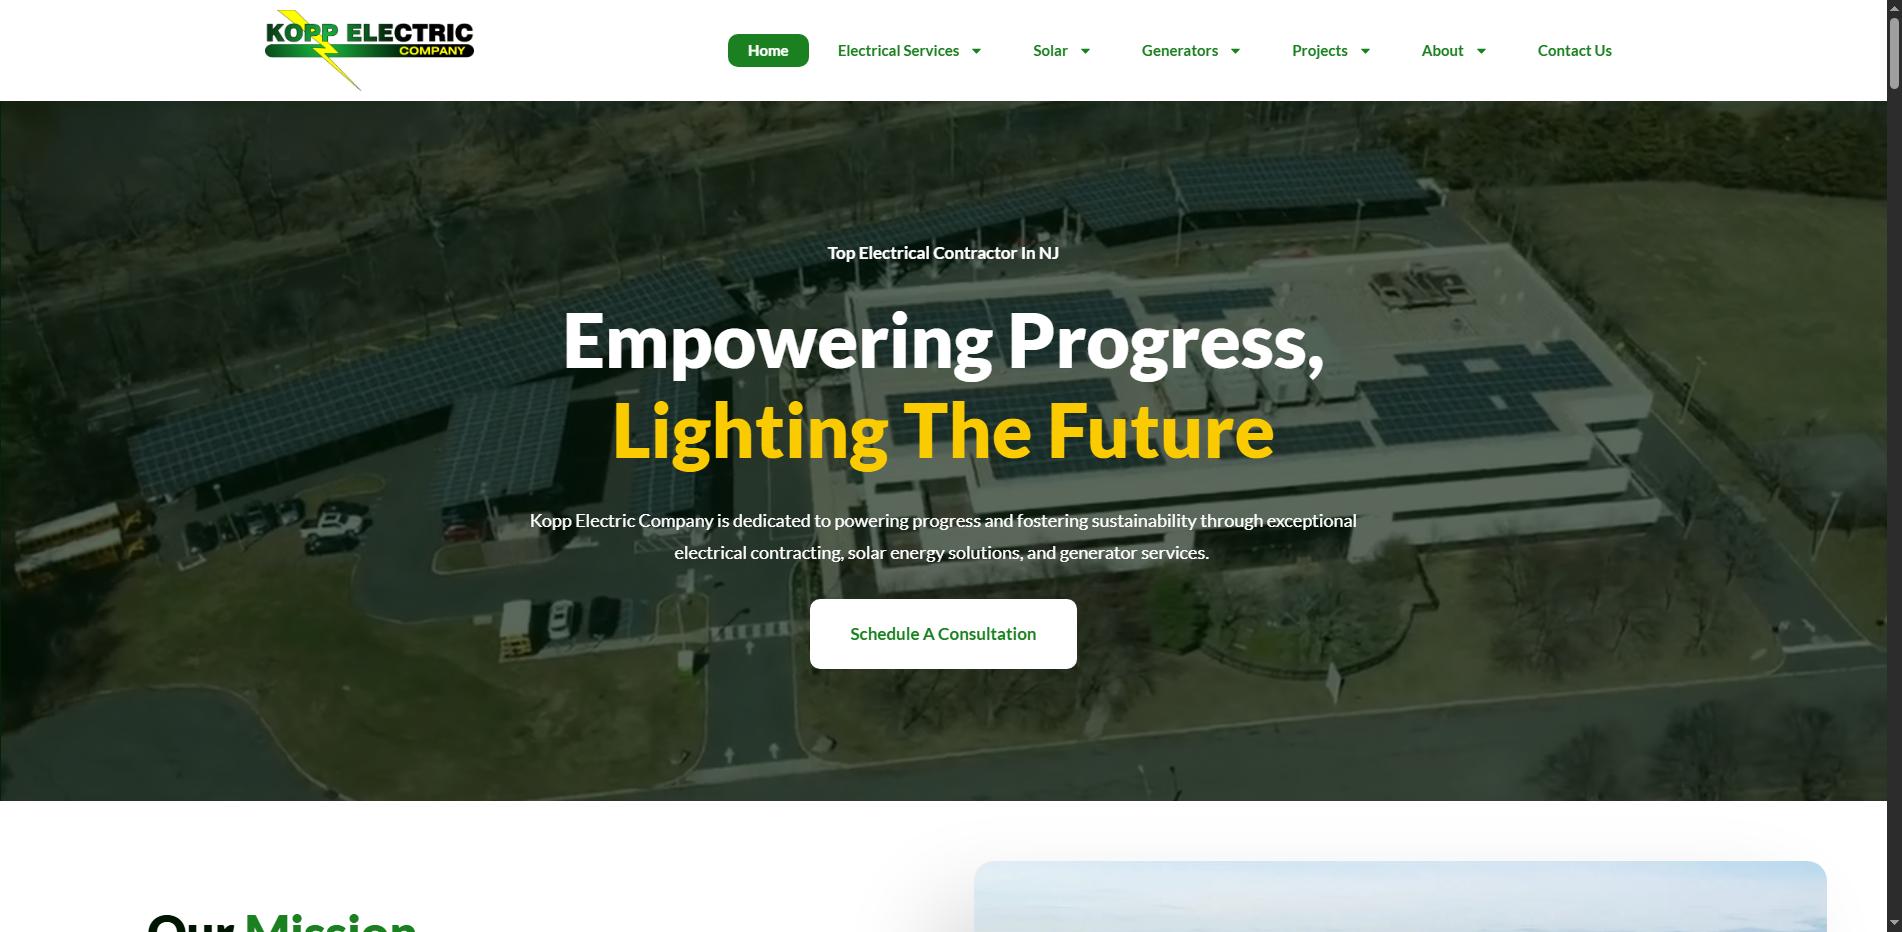 KOPP ELECTRIC
COMPANY
Home
Electrical Services
Solar
Generators
Projects
About
Contact Us
Top Electrical Contractor In NJ
Empowering Progress,
Lighting The Future
Kopp Electric Company is dedicated to powering progress and fostering sustainability through exceptional
electrical contracting, solar energy solutions, and generator services.
Schedule A Consultation
Our Mission